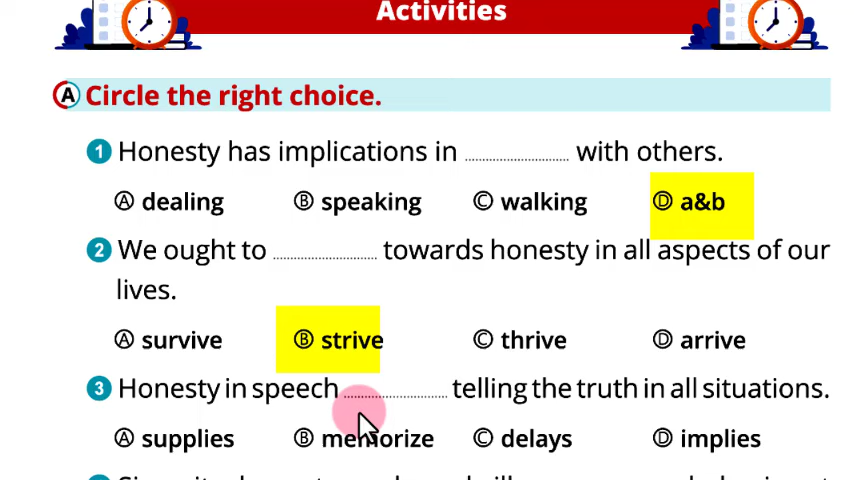 Activities
A Circle the right choice.
1 Honesty has implications in ........................... with others.
A dealing B speaking C walking D a&b
2 We ought to ........................... towards honesty in all aspects of our
lives.
A survive B strive C thrive D arrive
3 Honesty in speech ........................... telling the truth in all situations.
A supplies B memorize C delays D implies